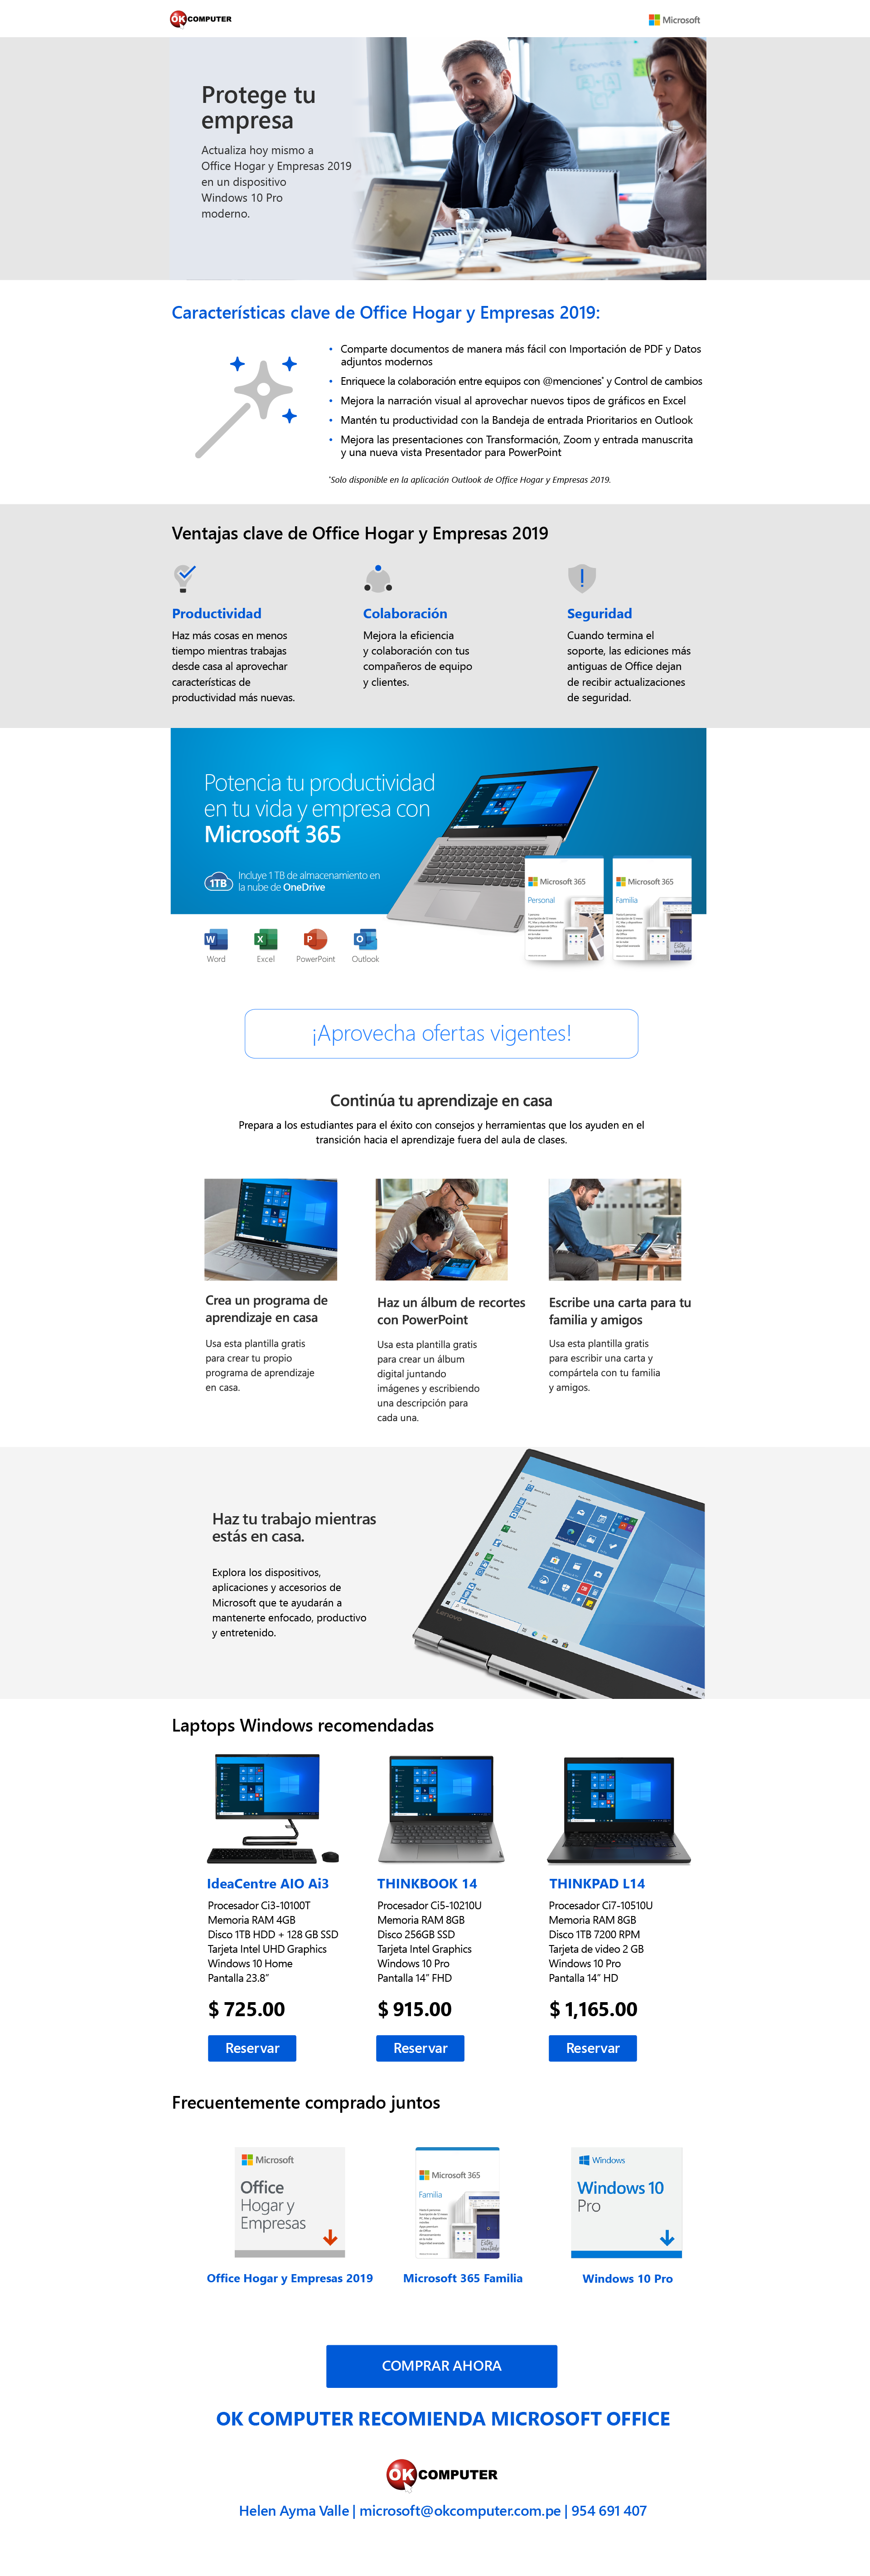 OK COMPUTER
Microsoft
Protege tu
empresa
Actualiza hoy mismo a
Office Hogar y Empresas 2019
en un dispositivo
Windows 10 Pro
moderno.
Características clave de Office Hogar y Empresas 2019:
• Comparte documentos de manera más fácil con Importación de PDF y Datos
adjuntos modernos
• Enriquece la colaboración entre equipos con @menciones* y Control de cambios
• Mejora la narración visual al aprovechar nuevos tipos de gráficos en Excel
• Mantén tu productividad con la Bandeja de entrada Prioritarios en Outlook
• Mejora las presentaciones con Transformación, Zoom y entrada manuscrita
y una nueva vista Presentador para PowerPoint
*Solo disponible en la aplicación Outlook de Office Hogar y Empresas 2019.
Ventajas clave de Office Hogar y Empresas 2019
Productividad
Haz más cosas en menos
tiempo mientras trabajas
desde casa al aprovechar
características de
productividad más nuevas.
Colaboración
Mejora la eficiencia
y colaboración con tus
compañeros de equipo
y clientes.
Seguridad
Cuando termina el
soporte, las ediciones más
antiguas de Office dejan
de recibir actualizaciones
de seguridad.
Potencia tu productividad
en tu vida y empresa con
Microsoft 365
1TB
Incluye 1 TB de almacenamiento en
la nube de OneDrive
Microsoft 365
Personal
Microsoft 365
Familia
Word
Excel
PowerPoint
Outlook
¡Aprovecha ofertas vigentes!
Continúa tu aprendizaje en casa
Prepara a los estudiantes para el éxito con consejos y herramientas que los ayuden en el
transición hacia el aprendizaje fuera del aula de clases.
Crea un programa de
aprendizaje en casa
Usa esta plantilla gratis
para crear tu propio
programa de aprendizaje
en casa.
Haz un álbum de recortes
con PowerPoint
Usa esta plantilla gratis
para crear un álbum
digital juntando
imágenes y escribiendo
una descripción para
cada una.
Escribe una carta para tu
familia y amigos
Usa esta plantilla gratis
para escribir una carta y
compártela con tu familia
y amigos.
Haz tu trabajo mientras
estás en casa.
Explora los dispositivos,
aplicaciones y accesorios de
Microsoft que te ayudarán a
mantenerte enfocado, productivo
y entretenido.
Lenovo
Laptops Windows recomendadas
IdeaCentre AIO Ai3
Procesador Ci3-10100T
Memoria RAM 4GB
Disco 1TB HDD + 128 GB SSD
Tarjeta Intel UHD Graphics
Windows 10 Home
Pantalla 23.8”
$ 725.00
Reservar
THINKBOOK 14
Procesador Ci5-10210U
Memoria RAM 8GB
Disco 256GB SSD
Tarjeta Intel Graphics
Windows 10 Pro
Pantalla 14” FHD
$ 915.00
Reservar
THINKPAD L14
Procesador Ci7-10510U
Memoria RAM 8GB
Disco 1TB 7200 RPM
Tarjeta de video 2 GB
Windows 10 Pro
Pantalla 14” HD
$ 1,165.00
Reservar
Frecuentemente comprado juntos
Microsoft
Office
Hogar y
Empresas
Office Hogar y Empresas 2019
Microsoft 365
Familia
Microsoft 365 Familia
Windows
Windows 10
Pro
Windows 10 Pro
COMPRAR AHORA
OK COMPUTER RECOMIENDA MICROSOFT OFFICE
OK COMPUTER
Helen Ayma Valle | microsoft@okcomputer.com.pe | 954 691 407